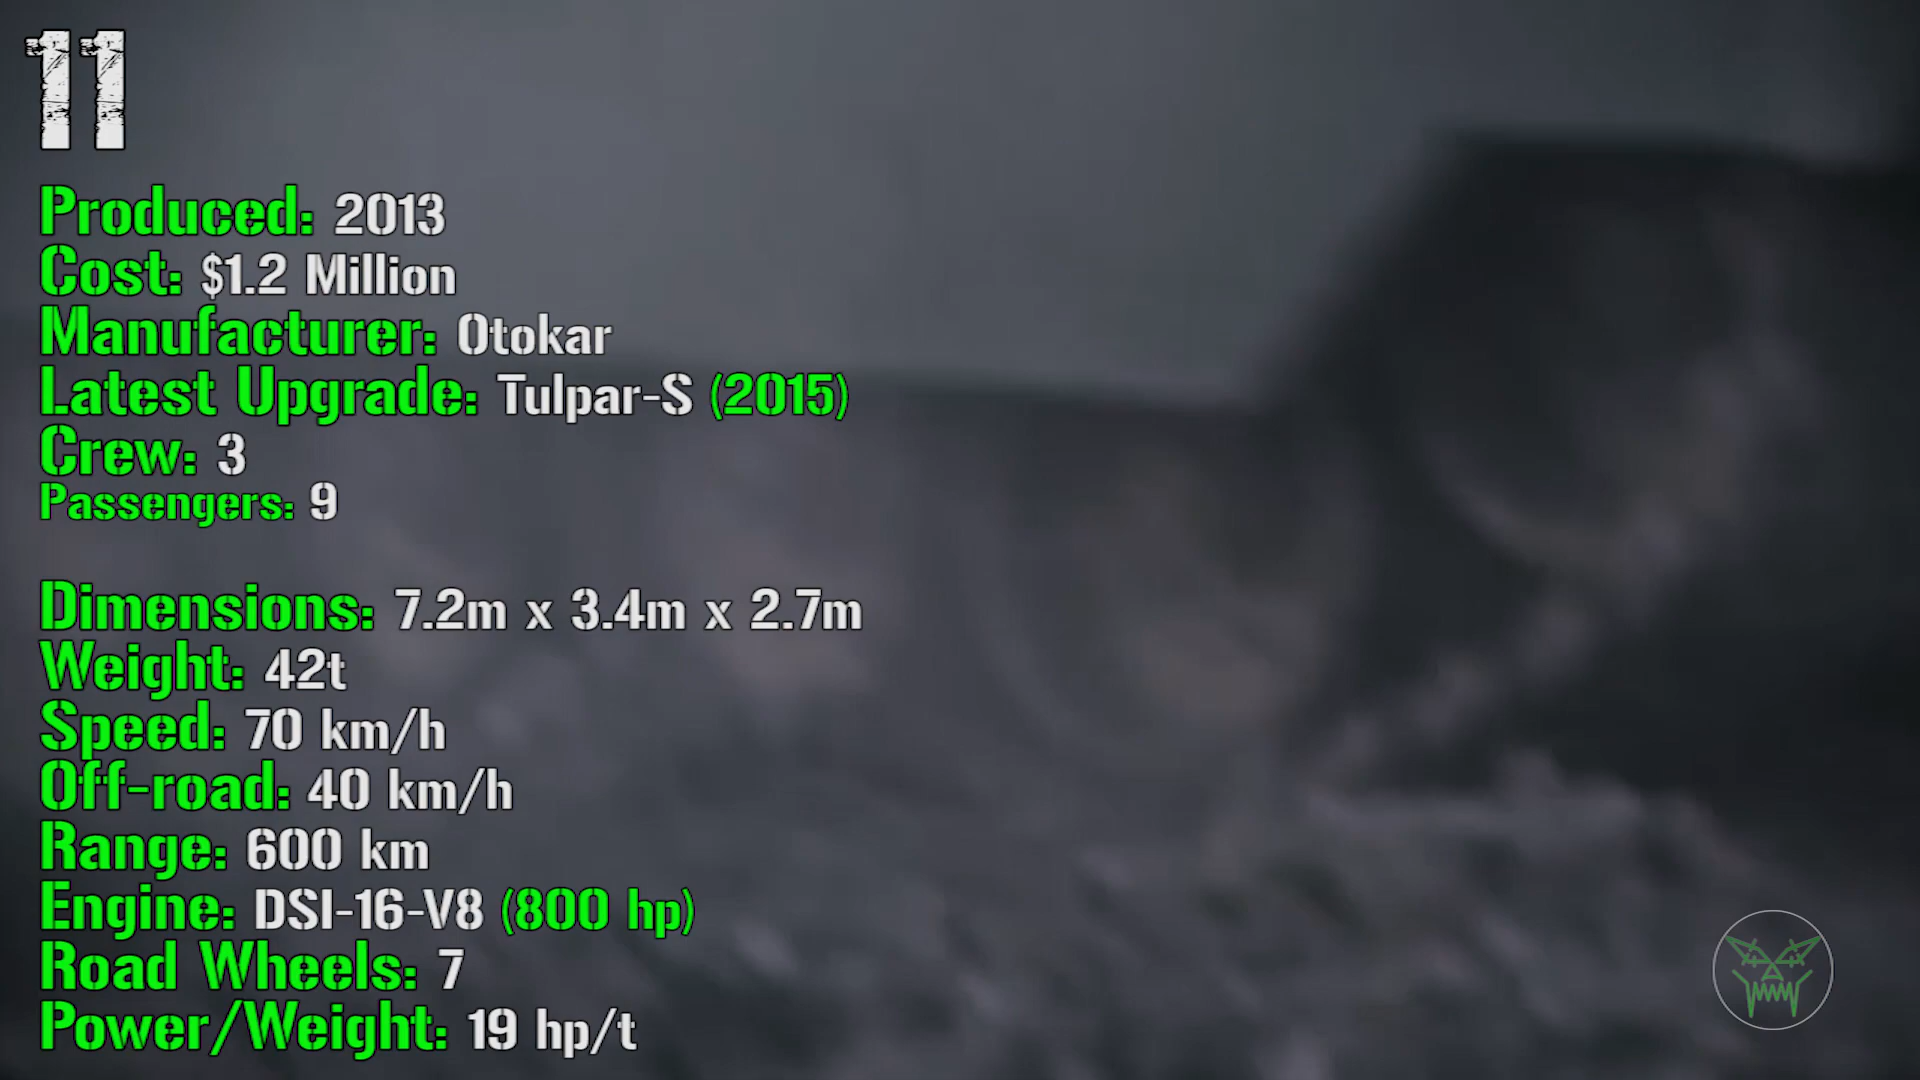 11
Produced: 2013
Cost: $1.2 Million
Manufacturer: Otokar
Latest Upgrade: Tulpar-S (2015)
Crew: 3
Passengers: 9
Dimensions: 7.2m x 3.4m x 2.7m
Weight: 42t
Speed: 70 km/h
Off-road: 40 km/h
Range: 600 km
Engine: DSI-16-V8 (800 hp)
Road Wheels: 7
Power/Weight: 19 hp/t